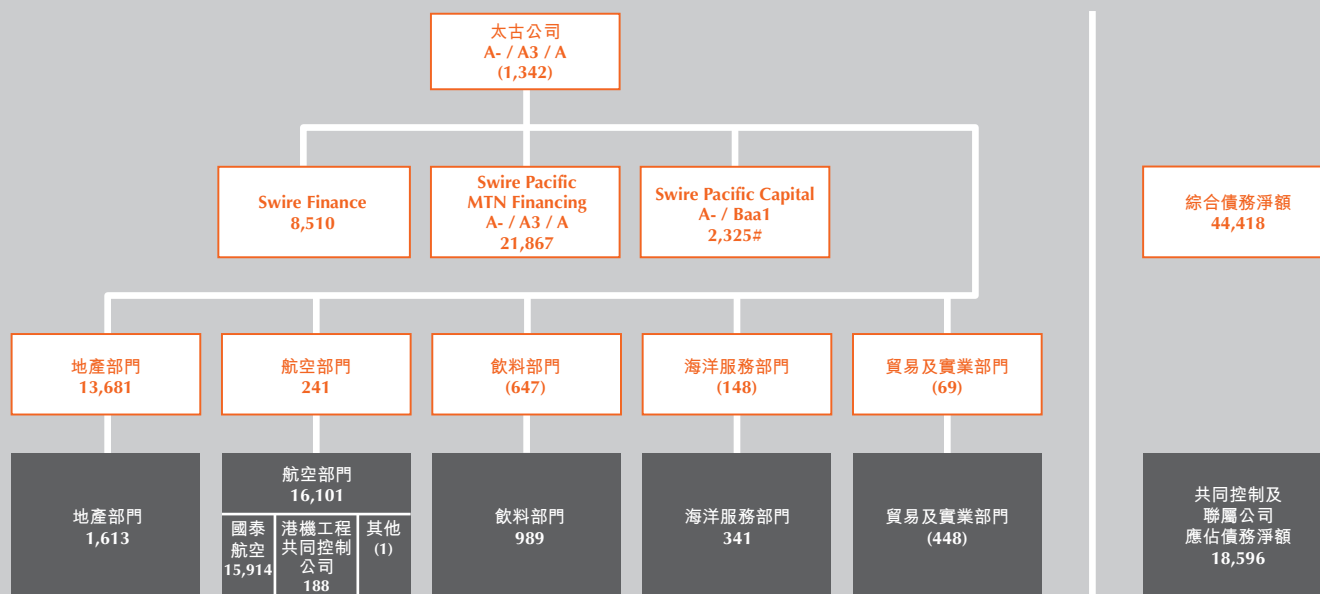 太古公司
A- / A3 / A
(1,342)
Swire Finance
8,510
Swire Pacific
MTN Financing
A- / A3 / A
21,867
Swire Pacific Capital
A- / Baa1
2,325#
綜合債務淨額
44,418
地產部門
13,681
航空部門
241
飲料部門
(647)
海洋服務部門
(148)
貿易及實業部門
(69)
地產部門
1,613
航空部門
16,101
國泰
航空
15,914
港機工程
共同控制
公司
188
其他
(1)
飲料部門
989
海洋服務部門
341
貿易及實業部門
(448)
共同控制及
聯屬公司
應佔債務淨額
18,596